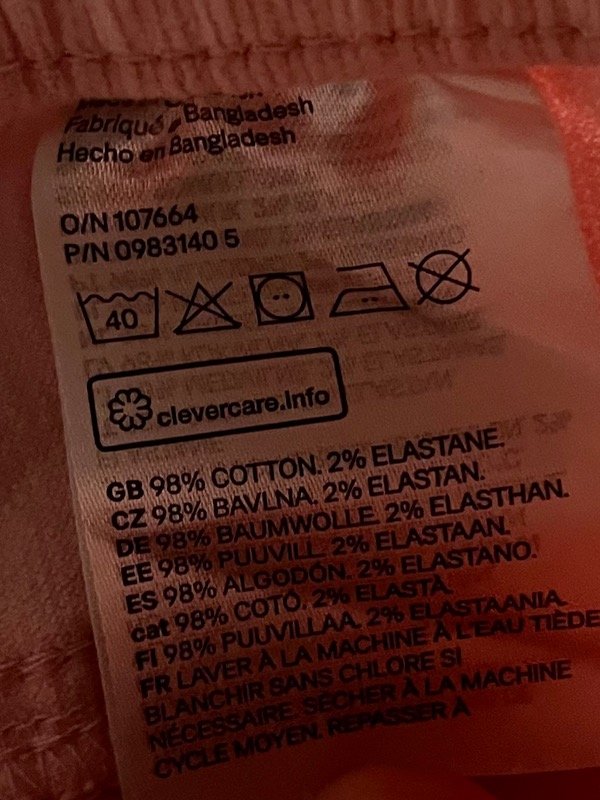 Fabriqué Bangladesh
Hecho en Bangladesh
O/N 107664
P/N 0983140 5
40
clevercare.info
GB 98% COTTON. 2% ELASTANE.
CZ 98% BAVLNA. 2% ELASTAN.
DE 98% BAUMWOLLE. 2% ELASTHAN.
EE 98% PUUVILL. 2% ELASTAAN.
ES 98% ALGODÓN. 2% ELASTANO.
cat 98% COTÓ. 2% ELASTÀ.
FI 98% PUUVILLAA. 2% ELASTAANIA.
FR LAVER À LA MACHINE À L'EAU TIÈDE
BLANCHIR SANS CHLORE SI
NÉCESSAIRE. SÉCHER À LA MACHINE
CYCLE MOYEN. REPASSER À